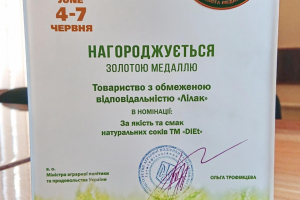 JUNE
4-7
ЧЕРВНЯ
НАГОРОДЖУЄТЬСЯ
ЗОЛОТОЮ МЕДАЛЛЮ
Товариство з обмеженою
відповідальністю «Лілак»
В НОМІНАЦІЇ:
За якість та смак
натуральних соків ТМ «DiEt»
в. о.
Міністра аграрної політики
та продовольства України
ОЛЬГА ТРОФІМЦЕВА